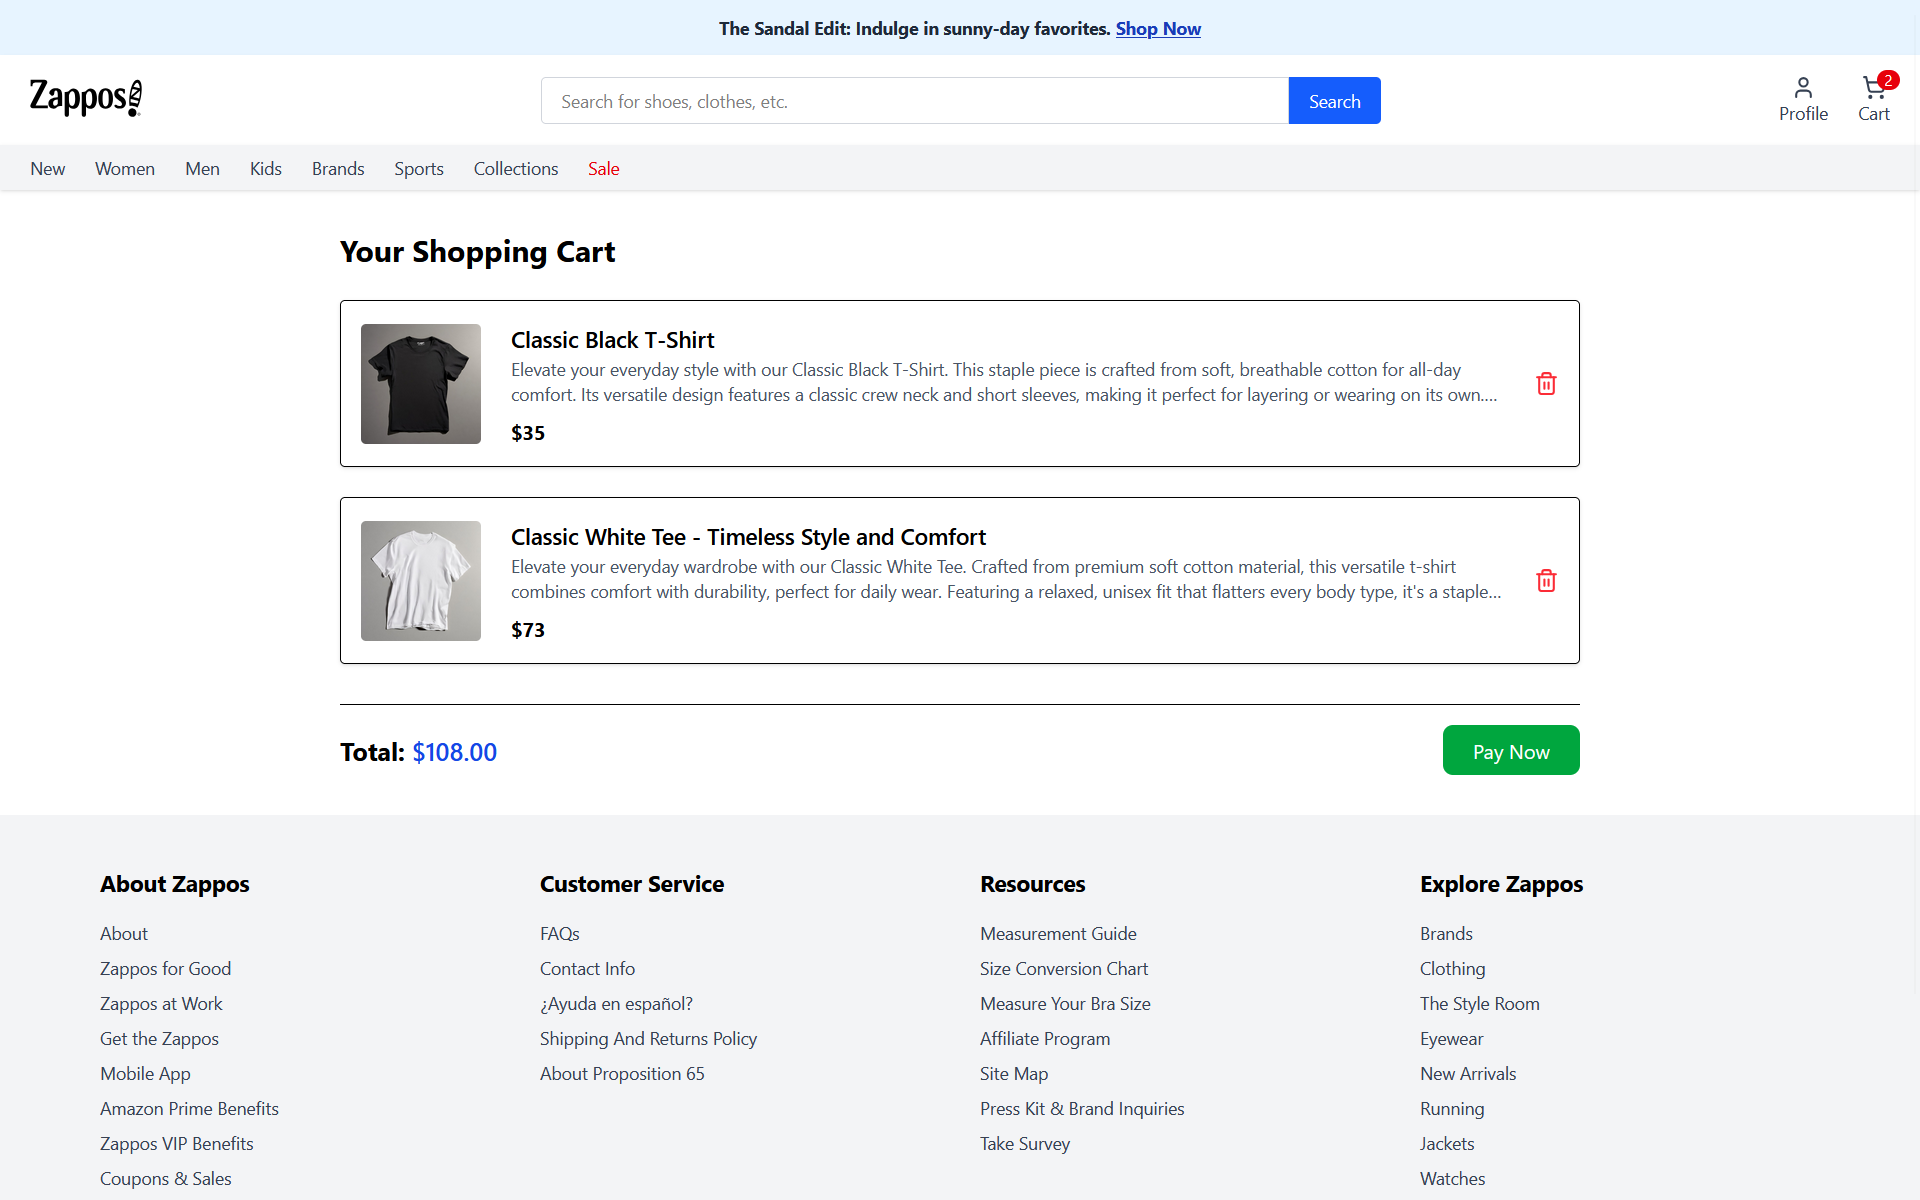 The Sandal Edit: Indulge in sunny-day favorites. Shop Now
Zappos
Search for shoes, clothes, etc.
Search
Profile
2
Cart
New
Women
Men
Kids
Brands
Sports
Collections
Sale
Your Shopping Cart
Classic Black T-Shirt
Elevate your everyday style with our Classic Black T-Shirt. This staple piece is crafted from soft, breathable cotton for all-day
comfort. Its versatile design features a classic crew neck and short sleeves, making it perfect for layering or wearing on its own....
$35
Classic White Tee - Timeless Style and Comfort
Elevate your everyday wardrobe with our Classic White Tee. Crafted from premium soft cotton material, this versatile t-shirt
combines comfort with durability, perfect for daily wear. Featuring a relaxed, unisex fit that flatters every body type, it's a staple...
$73
Total: $108.00
Pay Now
About Zappos
About
Zappos for Good
Zappos at Work
Get the Zappos
Mobile App
Amazon Prime Benefits
Zappos VIP Benefits
Coupons & Sales
Customer Service
FAQs
Contact Info
¿Ayuda en español?
Shipping And Returns Policy
About Proposition 65
Resources
Measurement Guide
Size Conversion Chart
Measure Your Bra Size
Affiliate Program
Site Map
Press Kit & Brand Inquiries
Take Survey
Explore Zappos
Brands
Clothing
The Style Room
Eyewear
New Arrivals
Running
Jackets
Watches